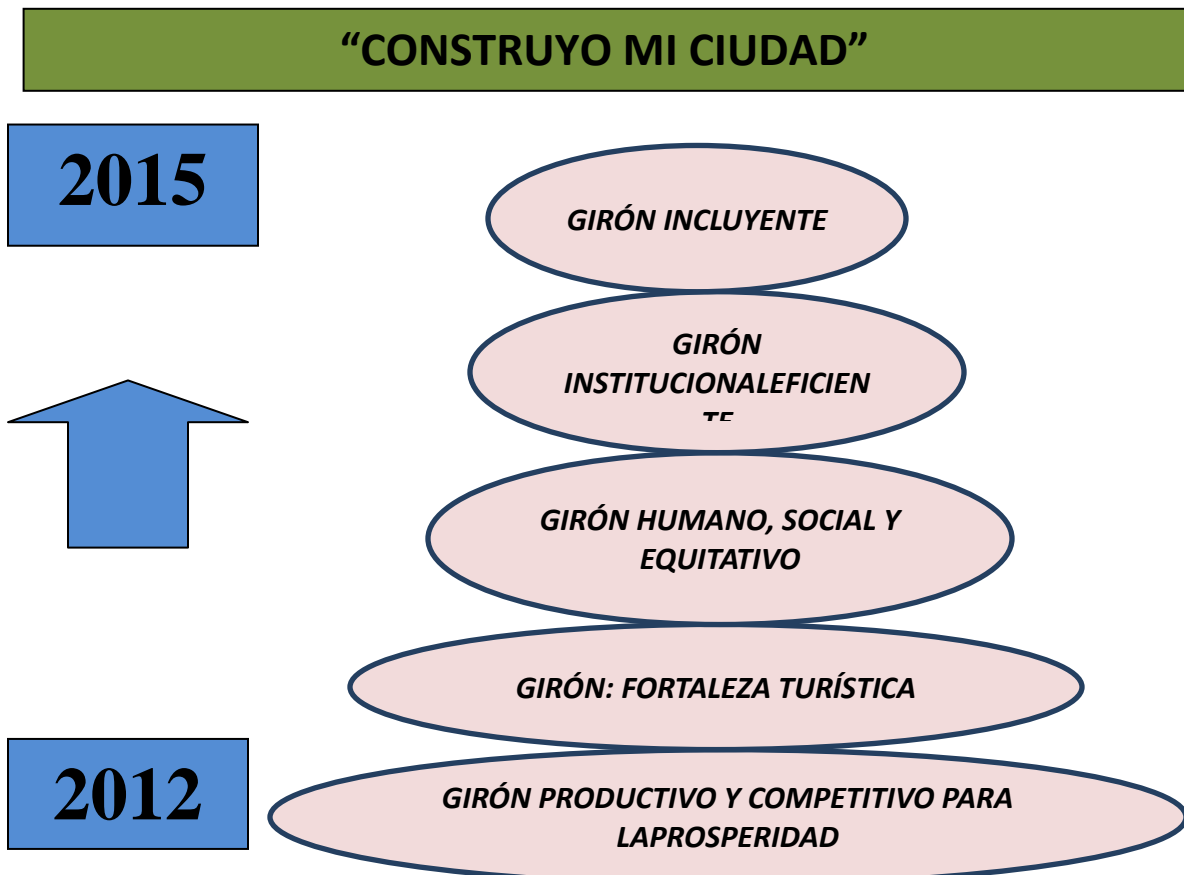 “CONSTRUYO MI CIUDAD”
2015
GIRÓN INCLUYENTE
GIRÓN
INSTITUCIONALEFICIEN
TE
GIRÓN HUMANO, SOCIAL Y
EQUITATIVO
GIRÓN: FORTALEZA TURÍSTICA
2012
GIRÓN PRODUCTIVO Y COMPETITIVO PARA
LAPROSPERIDAD